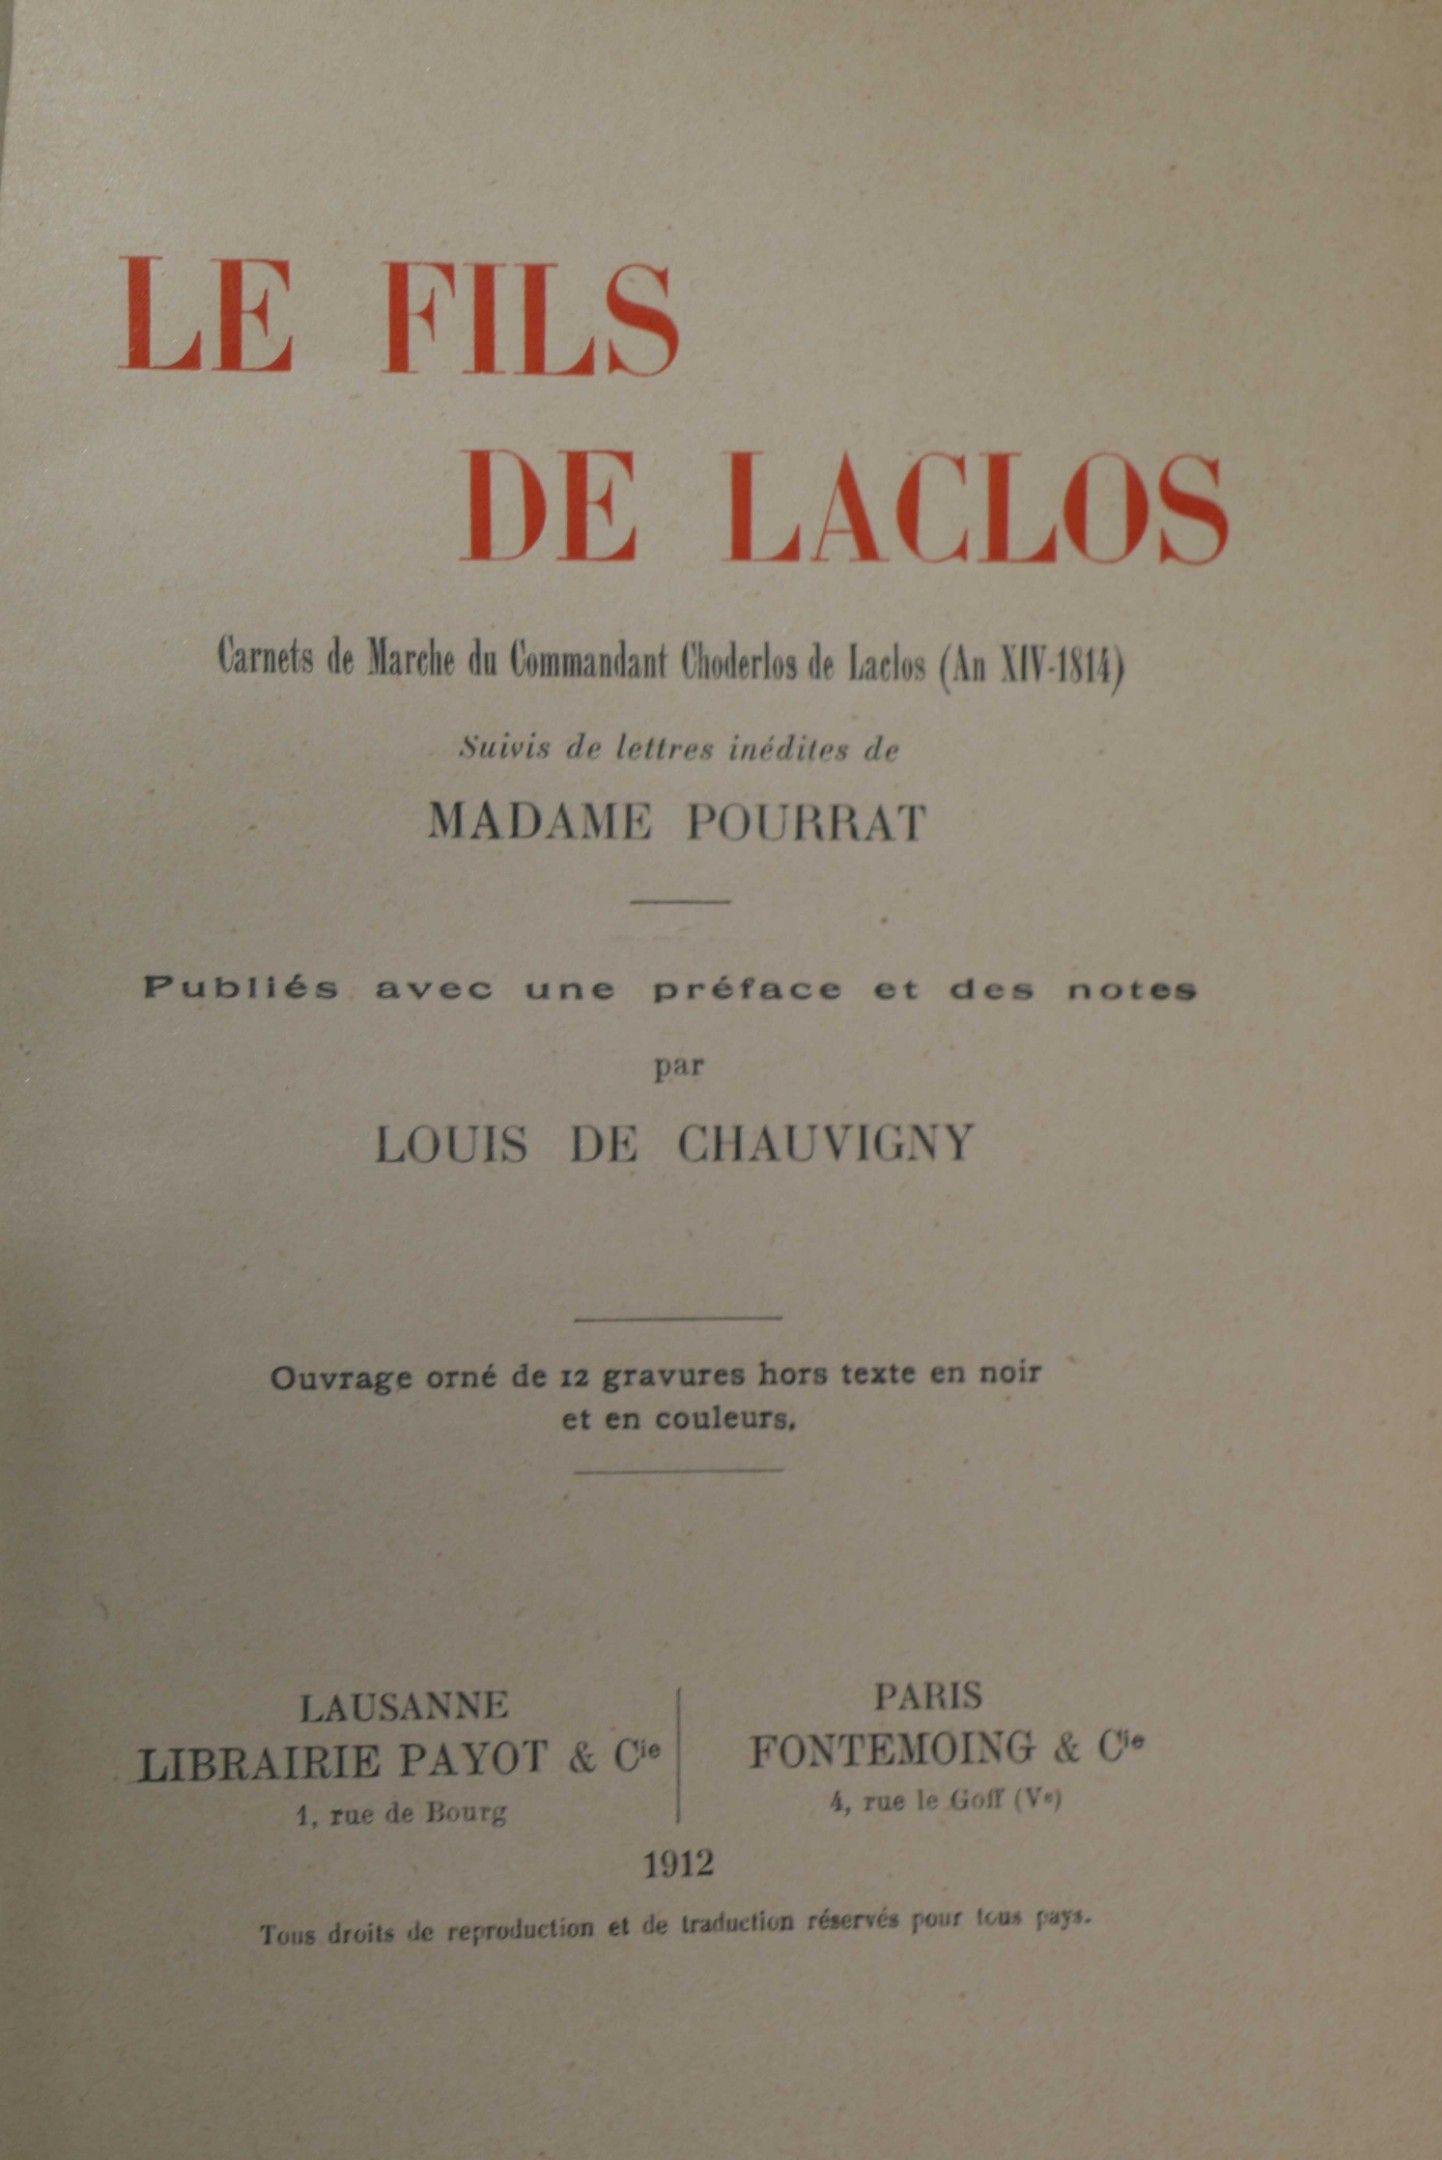 LE FILS
DE LACLOS
Carnets de Marche du Commandant Choderlos de Laclos (An XIV-1814)
Suivis de lettres inédites de
MADAME POURRAT
Publiés avec une préface et des notes
par
LOUIS DE CHAUVIGNY
Ouvrage orné de 12 gravures hors texte en noir
et en couleurs.
LAUSANNE
LIBRAIRIE PAYOT & Cie
1, rue de Bourg
PARIS
FONTEMOING & Cie
4, rue le Goff (Ve)
1912
Tous droits de reproduction et de traduction réservés pour tous pays.